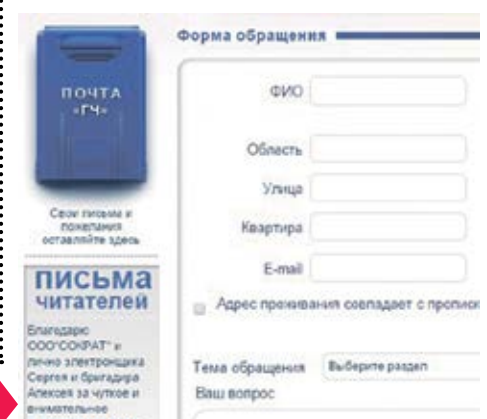 Форма обращения
ПОЧТА
«ГЧ»
Свои письма и
пожелания
оставляйте здесь
ПИСЬМА
читателей
Благодарю
ООО"СОКРАТ" и
лично электронщика
Сергея и бригадира
Алексея за чуткое и
внимательное
ФИО
Область
Улица
Квартира
E-mail
Адрес проживания совпадает с прописк
Тема обращения
Выберите раздел
Ваш вопрос